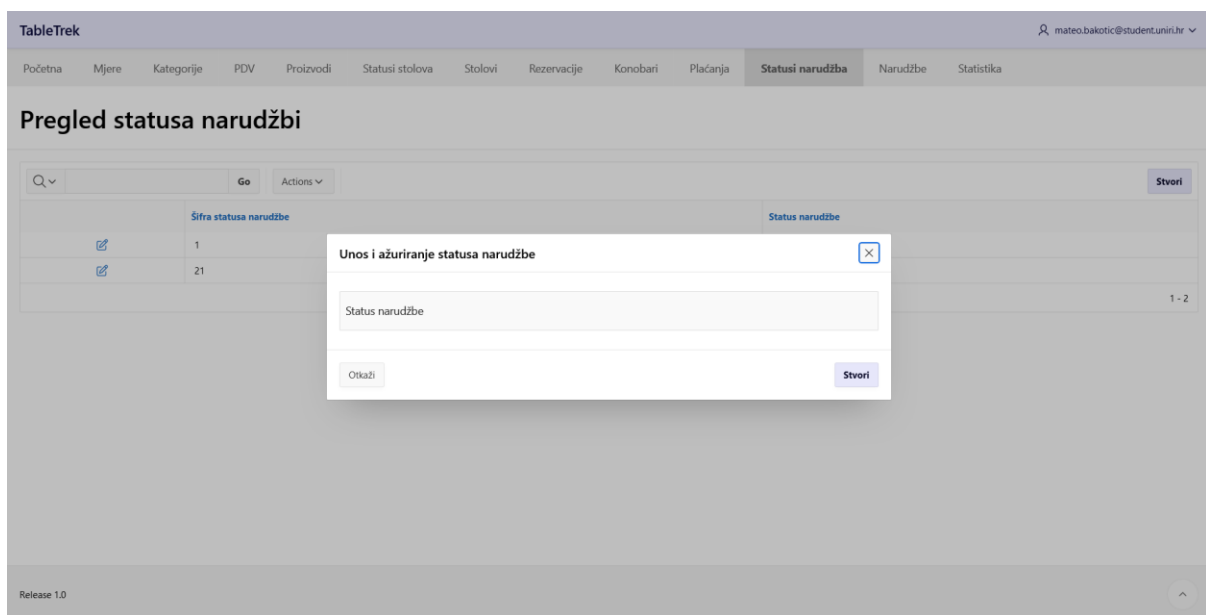 TableTrek mateo.bakotic@student.uniri.hr
Početna Mjere Kategorije PDV Proizvodi Statusi stolova Stolovi Rezervacije Konobari Plaćanja Statusi narudžba Narudžbe Statistika
Pregled statusa narudžbi
Go Actions Stvori
Šifra statusa narudžbe Status narudžbe
1
21
1 - 2
Unos i ažuriranje statusa narudžbe
Status narudžbe
Otkaži Stvori
Release 1.0